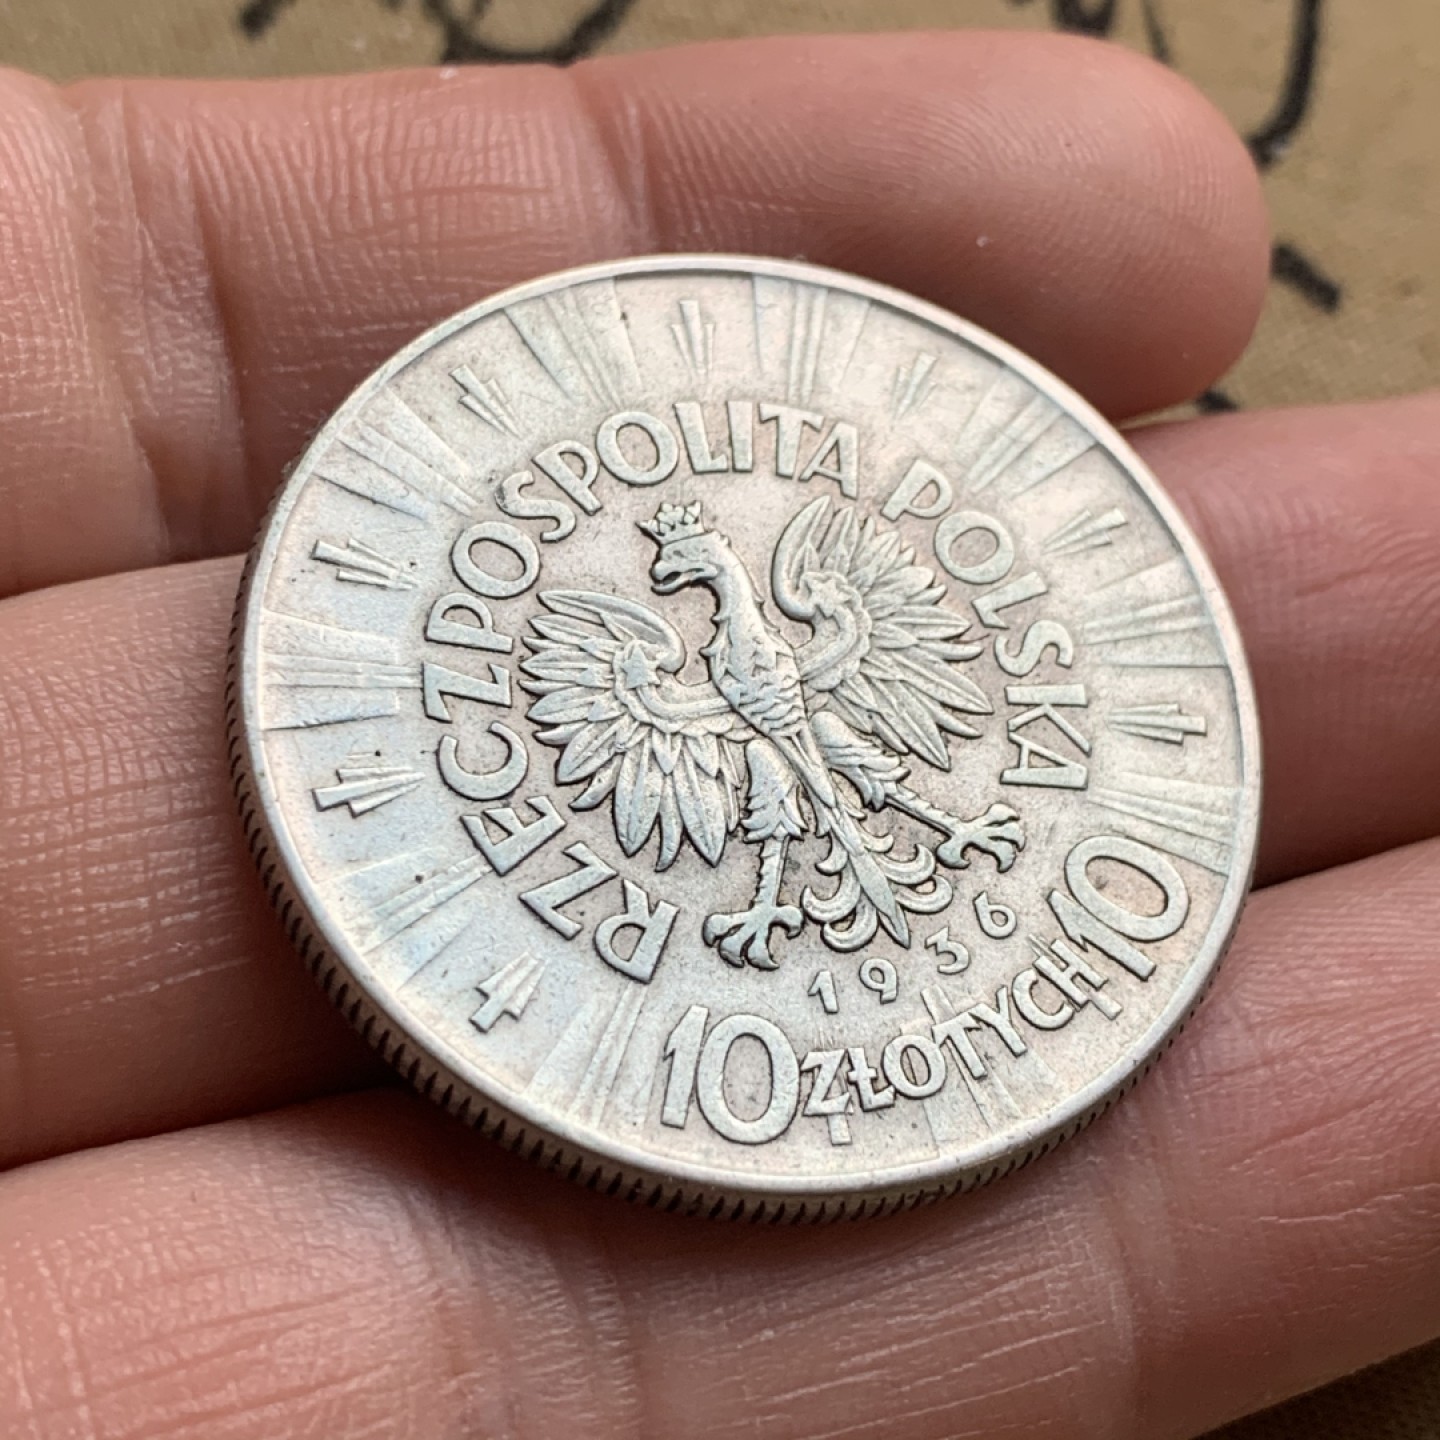 RZECZPOSPOLITA POLSKA
1936
10 ZŁOTYCH 10